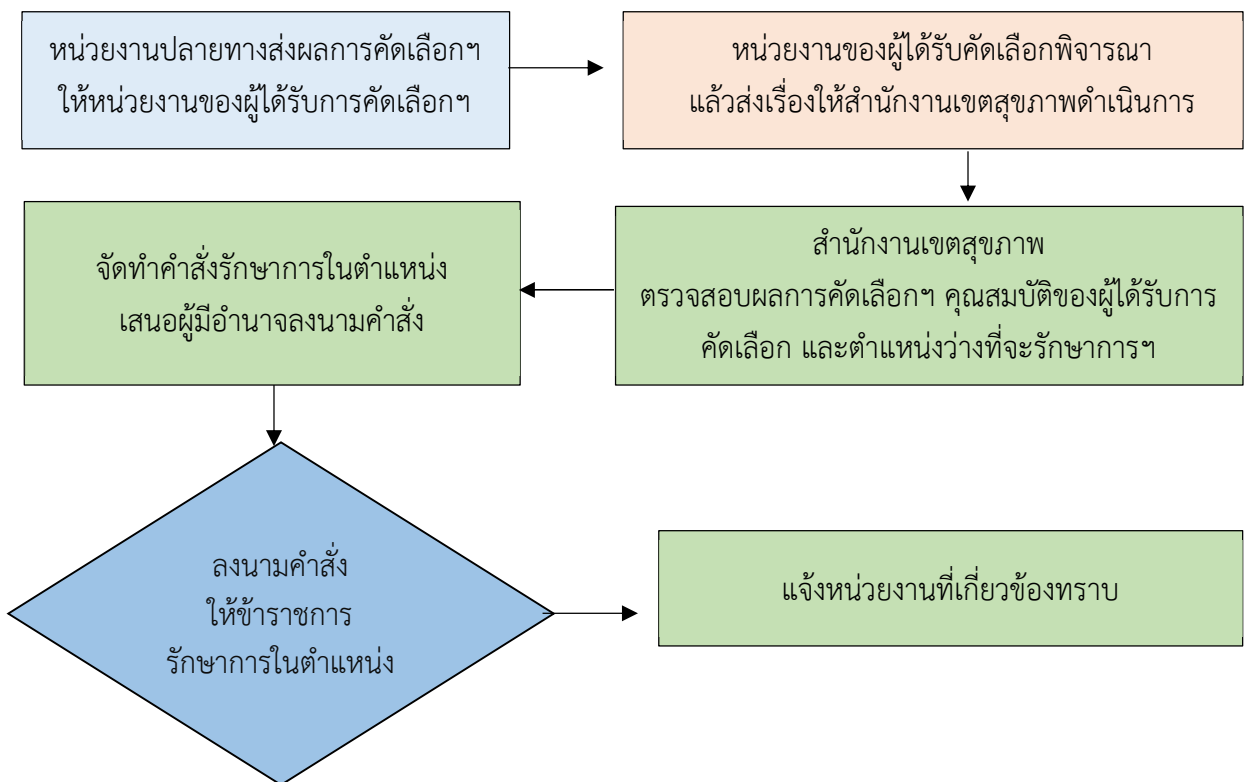 หน่วยงานปลายทางส่งผลการคัดเลือกฯ
ให้หน่วยงานของผู้ได้รับการคัดเลือกฯ
หน่วยงานของผู้ได้รับคัดเลือกพิจารณา
แล้วส่งเรื่องให้สำนักงานเขตสุขภาพดำเนินการ
สำนักงานเขตสุขภาพ
ตรวจสอบผลการคัดเลือกฯ คุณสมบัติของผู้ได้รับการ
คัดเลือก และตำแหน่งว่างที่จะรักษาการฯ
จัดทำคำสั่งรักษาการในตำแหน่ง
เสนอผู้มีอำนาจลงนามคำสั่ง
ลงนามคำสั่ง
ให้ข้าราชการ
รักษาการในตำแหน่ง
แจ้งหน่วยงานที่เกี่ยวข้องทราบ